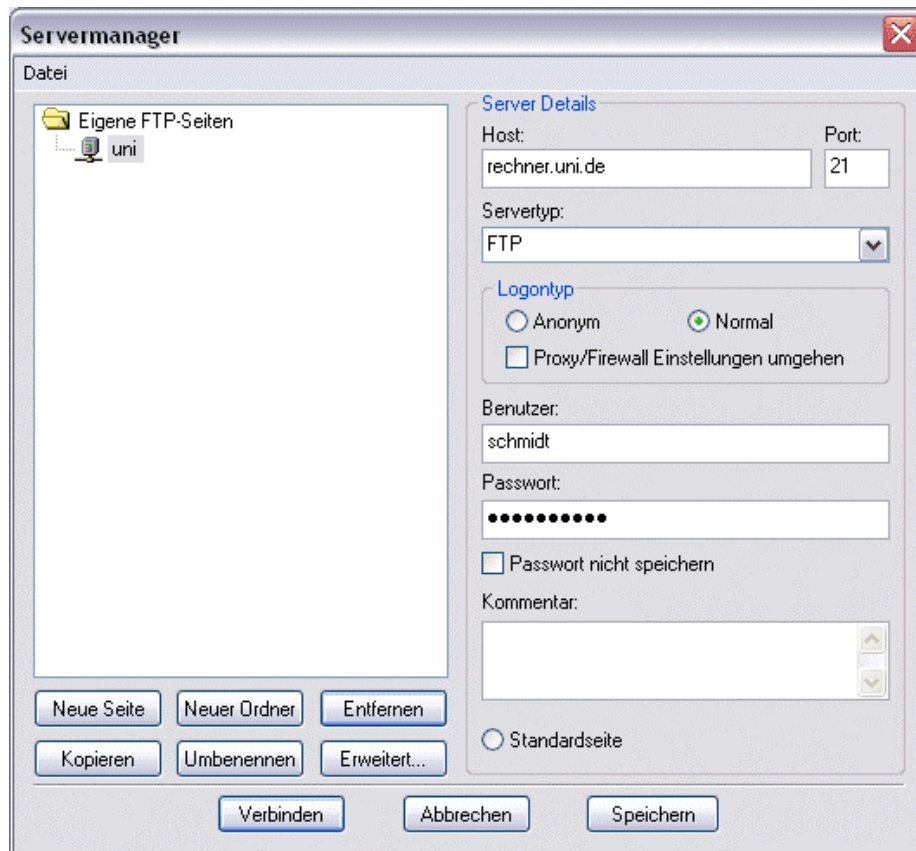 Servermanager
Datei
Eigene FTP-Seiten
uni
Server Details
Host: Port:
rechner.uni.de 21
Servertyp:
FTP
Logontyp
Anonym Normal
Proxy/Firewall Einstellungen umgehen
Benutzer:
schmidt
Passwort:
••••••••••
Passwort nicht speichern
Kommentar:
Standardseite
Neue Seite Neuer Ordner Entfernen
Kopieren Umbenennen Erweitert...
Verbinden Abbrechen Speichern